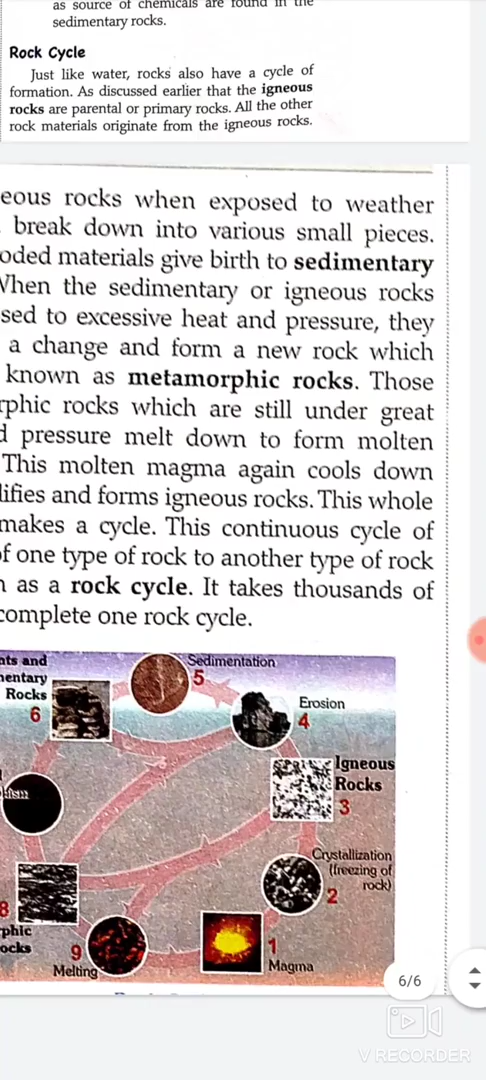 as source of chemicals are found in the
sedimentary rocks.
Rock Cycle
Just like water, rocks also have a cycle of
formation. As discussed earlier that the igneous
rocks are parental or primary rocks. All the other
rock materials originate from the igneous rocks.
eous rocks when exposed to weather
break down into various small pieces.
oded materials give birth to sedimentary
When the sedimentary or igneous rocks
sed to excessive heat and pressure, they
a change and form a new rock which
known as metamorphic rocks. Those
rphic rocks which are still under great
d pressure melt down to form molten
This molten magma again cools down
lifies and forms igneous rocks. This whole
makes a cycle. This continuous cycle of
of one type of rock to another type of rock
n as a rock cycle. It takes thousands of
complete one rock cycle.
nts and
mentary
Rocks
6
Sedimentation
5
Erosion
4
Igneous
Rocks
3
Crystallization
(freezing of
rock)
2
1
Magma
9
Melting
8
rphic
ocks
6/6
V RECORDER